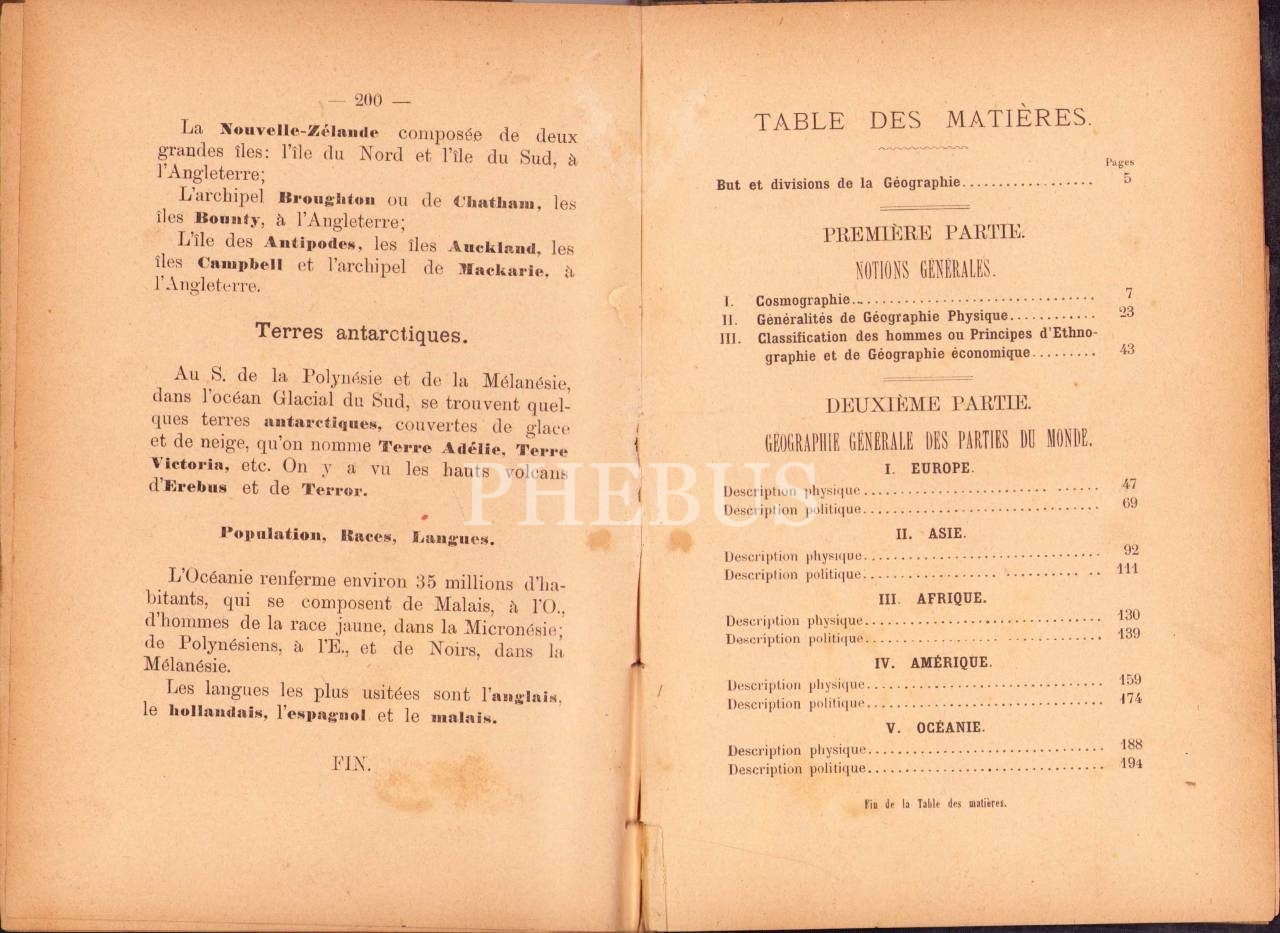 — 200 —
La Nouvelle-Zélande composée de deux
grandes îles: l'île du Nord et l'île du Sud, à
l'Angleterre;
L'archipel Broughton ou de Chatham, les
îles Bounty, à l'Angleterre;
L'île des Antipodes, les îles Auckland, les
îles Campbell et l'archipel de Mackarie, à
l'Angleterre.
Terres antarctiques.
Au S. de la Polynésie et de la Mélanésie,
dans l'océan Glacial du Sud, se trouvent quel-
ques terres antarctiques, couvertes de glace
et de neige, qu'on nomme Terre Adélie, Terre
Victoria, etc. On y a vu les hauts volcans
d'Erebus et de Terror.
Population, Races, Langues.
L'Océanie renferme environ 35 millions d'ha-
bitants, qui se composent de Malais, à l'O.,
d'hommes de la race jaune, dans la Micronésie;
de Polynésiens, à l'E., et de Noirs, dans la
Mélanésie.
Les langues les plus usitées sont l'anglais,
le hollandais, l'espagnol et le malais.
FIN.
TABLE DES MATIÈRES.
Pages
But et divisions de la Géographie.................. 5
PREMIÈRE PARTIE.
NOTIONS GÉNÉRALES.
I. Cosmographie................................. 7
II. Généralités de Géographie Physique............ 23
III. Classification des hommes ou Principes d'Ethno-
graphie et de Géographie économique......... 43
DEUXIÈME PARTIE.
GÉOGRAPHIE GÉNÉRALE DES PARTIES DU MONDE.
I. EUROPE.
Description physique................................ 47
Description politique................................ 69
II. ASIE.
Description physique................................ 92
Description politique................................ 111
III. AFRIQUE.
Description physique................................ 130
Description politique................................ 139
IV. AMÉRIQUE.
Description physique................................ 159
Description politique................................ 174
V. OCÉANIE.
Description physique................................ 188
Description politique................................ 194
Fin de la Table des matières.
PHEBUS